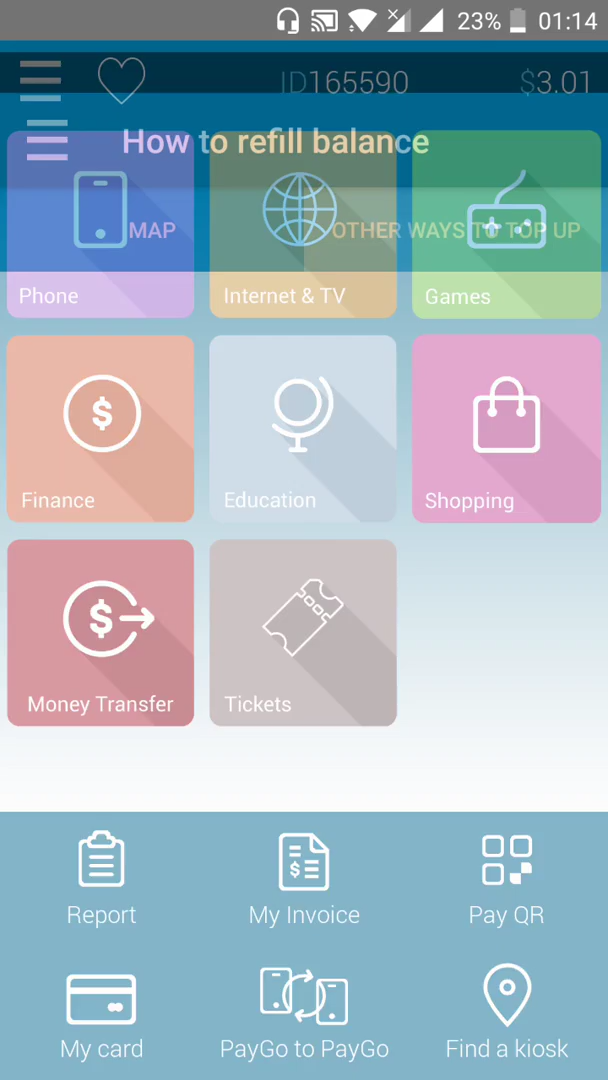 23% 01:14
ID165590 $3.01
How to refill balance
MAP OTHER WAYS TO TOP UP
Phone Internet & TV Games
Finance Education Shopping
Money Transfer Tickets
Report My Invoice Pay QR
My card PayGo to PayGo Find a kiosk